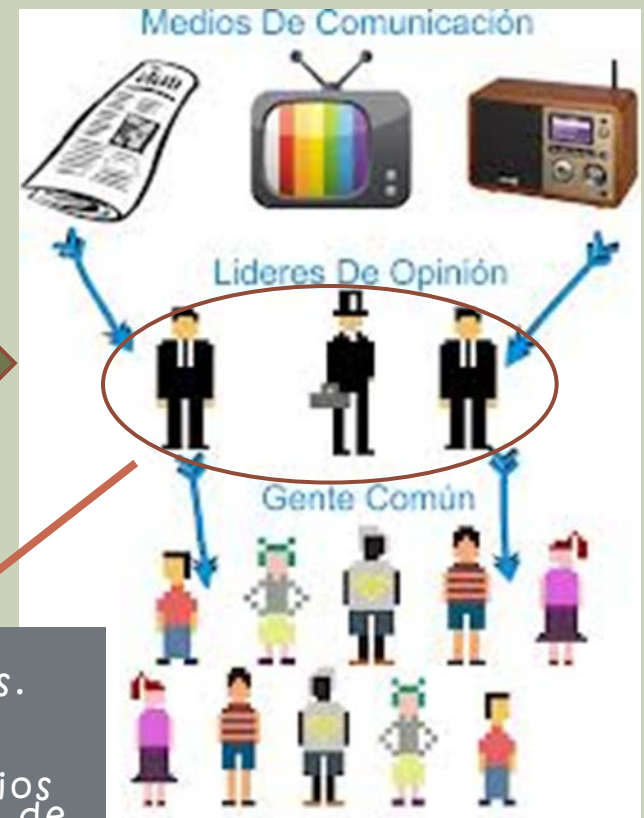 Medios De Comunicación
Lideres De Opinión
Gente Común
s.
ios
de